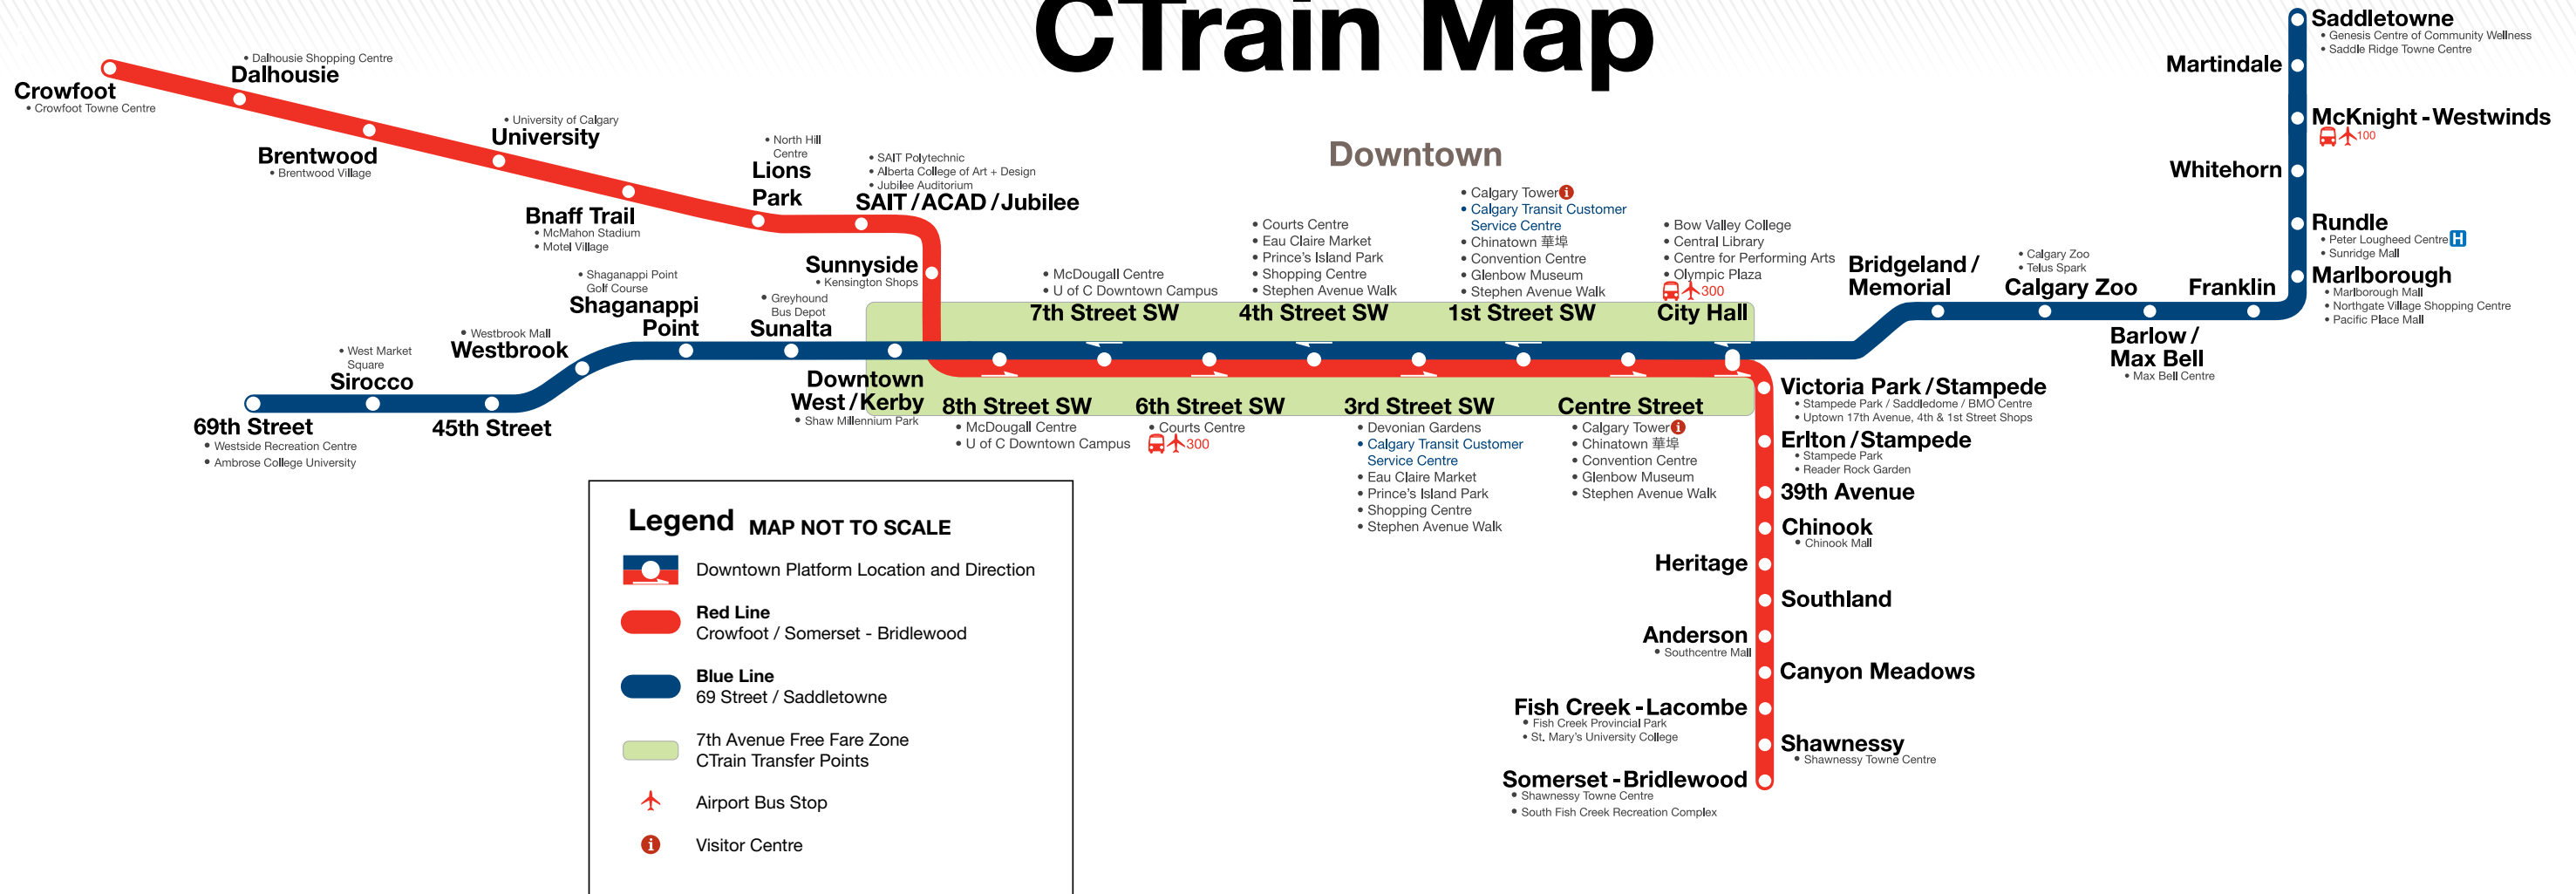 CTrain Map
Crowfoot
• Crowfoot Towne Centre
• Dalhousie Shopping Centre
Dalhousie
Brentwood
• Brentwood Village
• University of Calgary
University
Bnaff Trail
• McMahon Stadium
• Motel Village
• North Hill
Centre
Lions
Park
• SAIT Polytechnic
• Alberta College of Art + Design
• Jubilee Auditorium
SAIT / ACAD / Jubilee
Sunnyside
• Kensington Shops
69th Street
• Westside Recreation Centre
• Ambrose College University
• West Market
Square
Sirocco
45th Street
• Westbrook Mall
Westbrook
• Shaganappi Point
Golf Course
Shaganappi
Point
• Greyhound
Bus Depot
Sunalta
Downtown
West / Kerby
• Shaw Millennium Park
Downtown
• McDougall Centre
• U of C Downtown Campus
7th Street SW
• Courts Centre
• Eau Claire Market
• Prince's Island Park
• Shopping Centre
• Stephen Avenue Walk
4th Street SW
• Calgary Tower i
• Calgary Transit Customer
Service Centre
• Chinatown 華埠
• Convention Centre
• Glenbow Museum
• Stephen Avenue Walk
1st Street SW
• Bow Valley College
• Central Library
• Centre for Performing Arts
• Olympic Plaza
300
City Hall
8th Street SW
• McDougall Centre
• U of C Downtown Campus
6th Street SW
• Courts Centre
300
3rd Street SW
• Devonian Gardens
• Calgary Transit Customer
Service Centre
• Eau Claire Market
• Prince's Island Park
• Shopping Centre
• Stephen Avenue Walk
Centre Street
• Calgary Tower i
• Chinatown 華埠
• Convention Centre
• Glenbow Museum
• Stephen Avenue Walk
Bridgeland /
Memorial
• Calgary Zoo
• Telus Spark
Calgary Zoo
Barlow /
Max Bell
• Max Bell Centre
Franklin
Saddletowne
• Genesis Centre of Community Wellness
• Saddle Ridge Towne Centre
Martindale
McKnight - Westwinds
100
Whitehorn
Rundle
• Peter Lougheed Centre H
• Sunridge Mall
Marlborough
• Marlborough Mall
• Northgate Village Shopping Centre
• Pacific Place Mall
Victoria Park / Stampede
• Stampede Park / Saddledome / BMO Centre
• Uptown 17th Avenue, 4th & 1st Street Shops
Erlton / Stampede
• Stampede Park
• Reader Rock Garden
39th Avenue
Chinook
• Chinook Mall
Heritage
Southland
Anderson
• Southcentre Mall
Canyon Meadows
Fish Creek - Lacombe
• Fish Creek Provincial Park
• St. Mary's University College
Shawnessy
• Shawnessy Towne Centre
Somerset - Bridlewood
• Shawnessy Towne Centre
• South Fish Creek Recreation Complex
Legend MAP NOT TO SCALE
Downtown Platform Location and Direction
Red Line
Crowfoot / Somerset - Bridlewood
Blue Line
69 Street / Saddletowne
7th Avenue Free Fare Zone
CTrain Transfer Points
Airport Bus Stop
i Visitor Centre